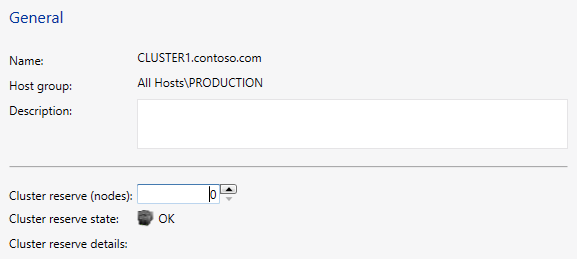 General
Name: CLUSTER1.contoso.com
Host group: All Hosts\PRODUCTION
Description:
Cluster reserve (nodes): 0
Cluster reserve state: OK
Cluster reserve details: